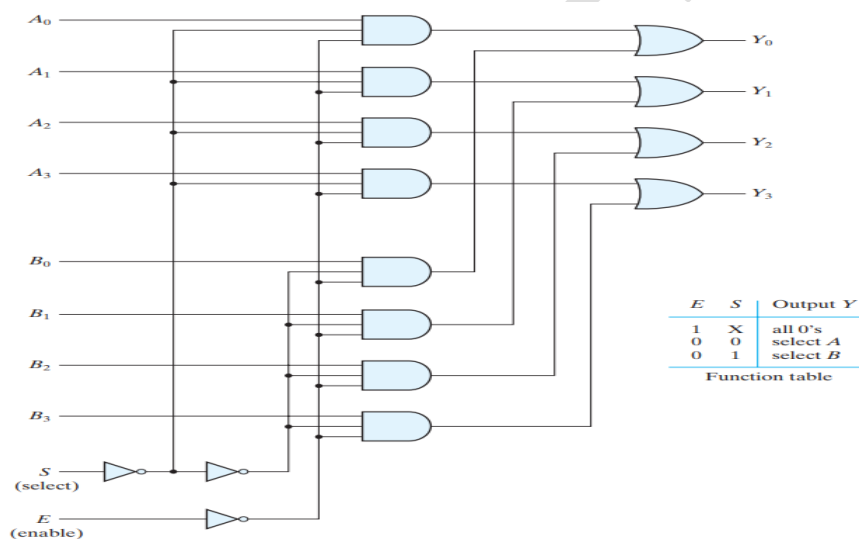 A₀
Y₀
A₁
Y₁
A₂
Y₂
A₃
Y₃
B₀
B₁
B₂
B₃
E S Output Y
1 X all 0's
0 0 select A
0 1 select B
Function table
S
(select)
E
(enable)